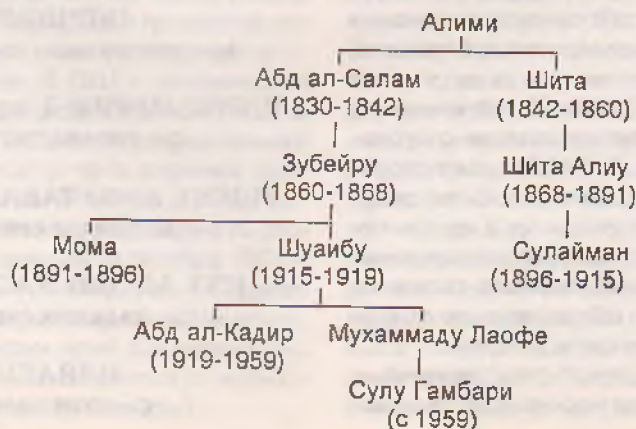 Алими
Абд ал-Салам Шита
(1830-1842) (1842-1860)
Зубейру Шита Алиу
(1860-1868) (1868-1891)
Мома Шуаибу Сулайман
(1891-1896) (1915-1919) (1896-1915)
Абд ал-Кадир Мухаммаду Лаофе
(1919-1959)
Сулу Гамбари
(с 1959)